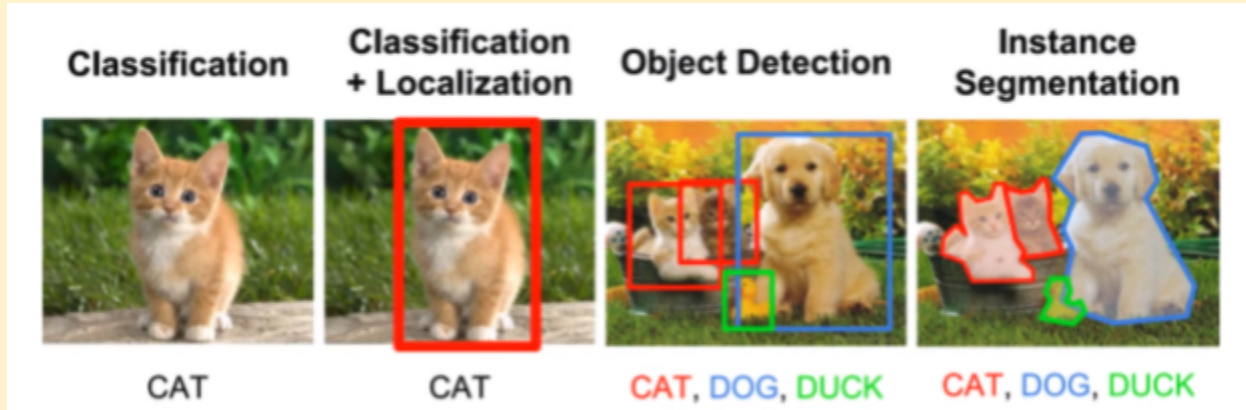 Classification
Classification
+ Localization
Object Detection
Instance
Segmentation
CAT
CAT
CAT, DOG, DUCK
CAT, DOG, DUCK